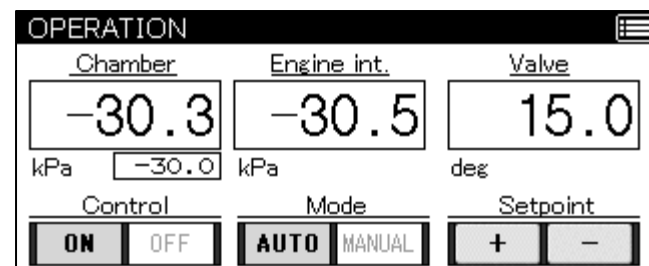 OPERATION
Chamber Engine int. Valve
-30.3 -30.5 15.0
kPa -30.0 kPa deg
Control Mode Setpoint
ON OFF AUTO MANUAL + -